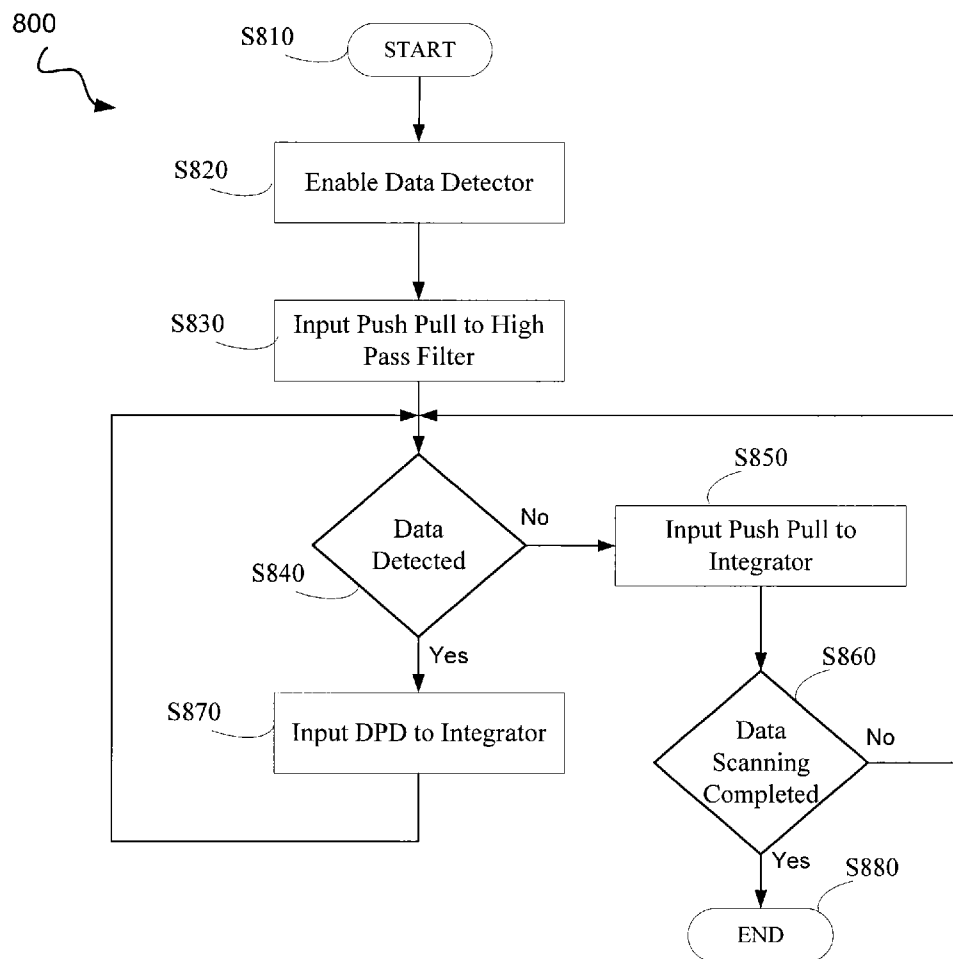 800
S810
START
S820
Enable Data Detector
S830
Input Push Pull to High
Pass Filter
S840
Data
Detected
No
Yes
S850
Input Push Pull to
Integrator
S870
Input DPD to Integrator
S860
Data
Scanning
Completed
No
Yes
S880
END